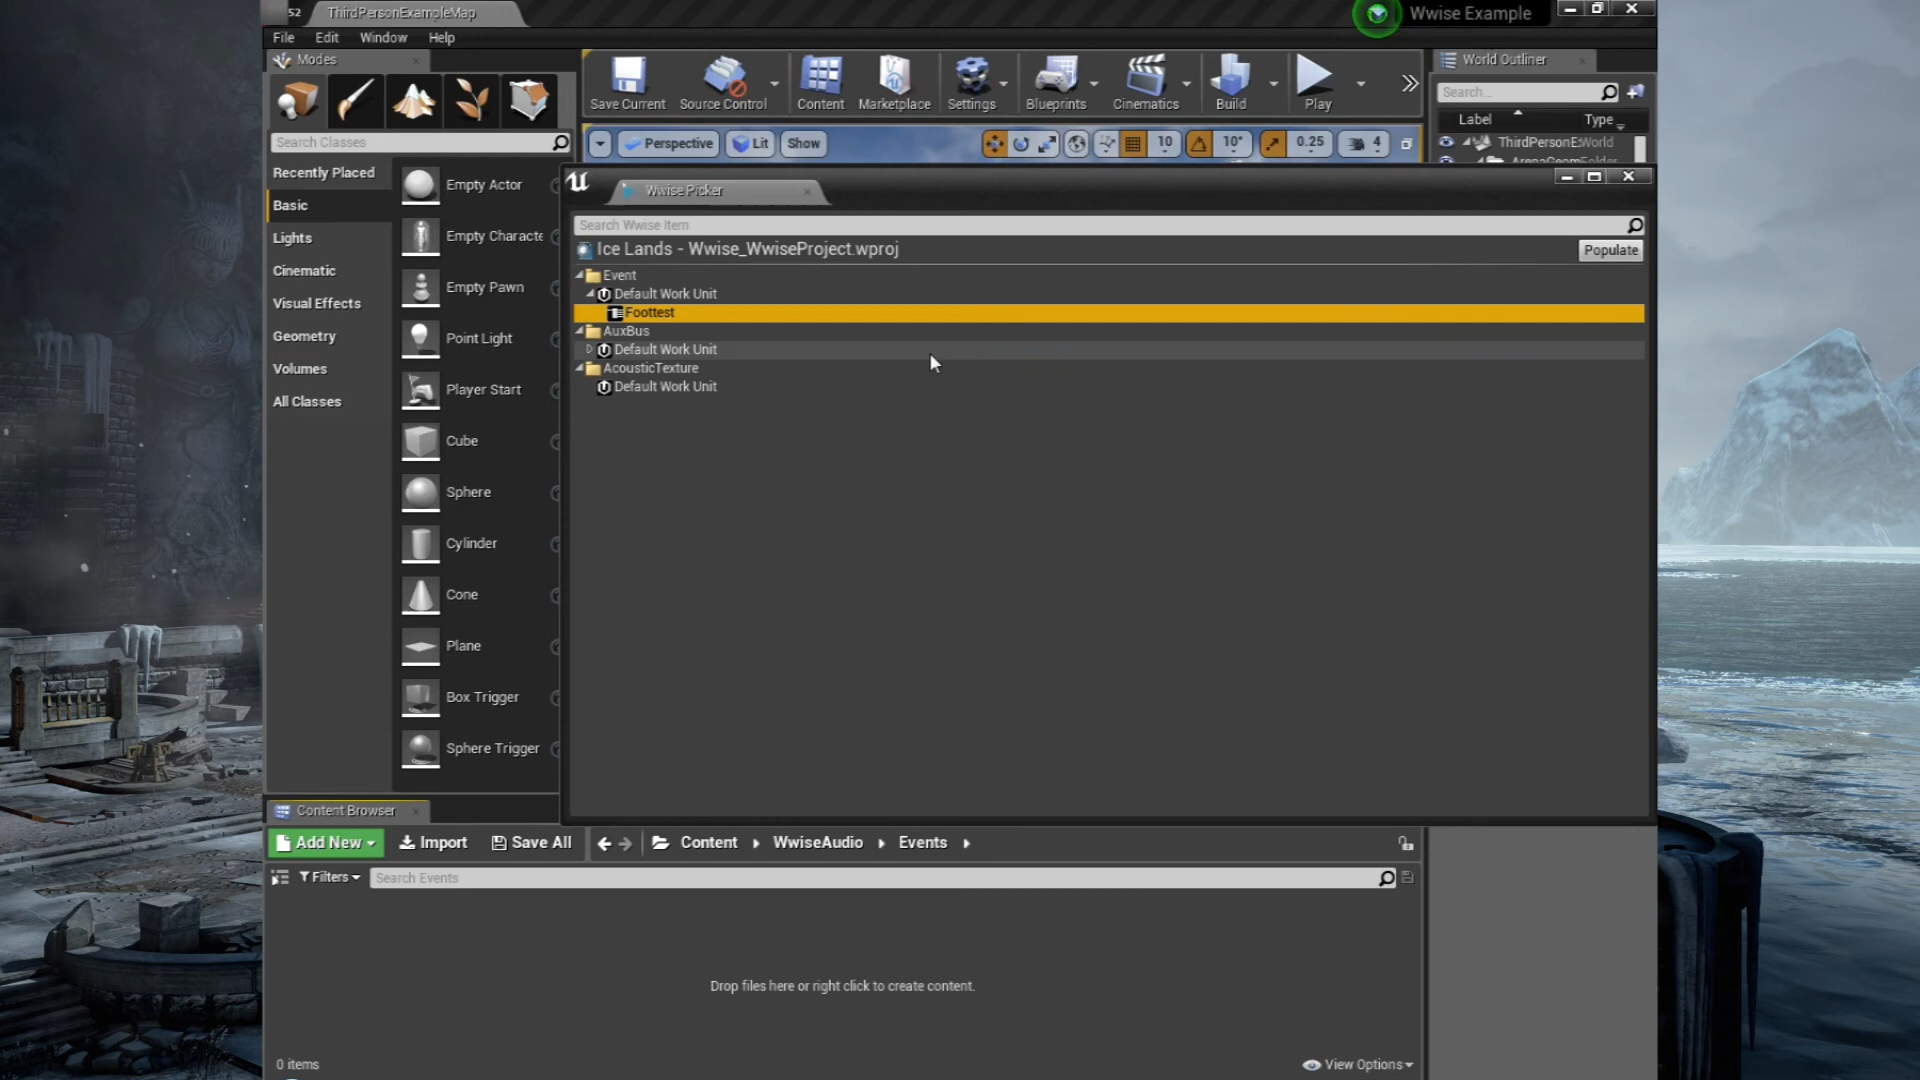 52
ThirdPersonExampleMap
Wwise Example
File Edit Window Help
Modes
Save Current Source Control Content Marketplace Settings Blueprints Cinematics Build Play
World Outliner
Search...
Label Type
Search Classes
Perspective Lit Show 10 10° 0.25 4
World
Folder
Recently Placed
Basic
Lights
Cinematic
Visual Effects
Geometry
Volumes
All Classes
Empty Actor
Empty Characte
Empty Pawn
Point Light
Player Start
Cube
Sphere
Cylinder
Cone
Plane
Box Trigger
Sphere Trigger
Wwise Picker
Search Wwise Item
Ice Lands - Wwise_WwiseProject.wproj
Populate
Event
Default Work Unit
Foottest
AuxBus
Default Work Unit
AcousticTexture
Default Work Unit
Content Browser
Add New Import Save All Content WwiseAudio Events
Filters Search Events
Drop files here or right click to create content.
0 items
View Options